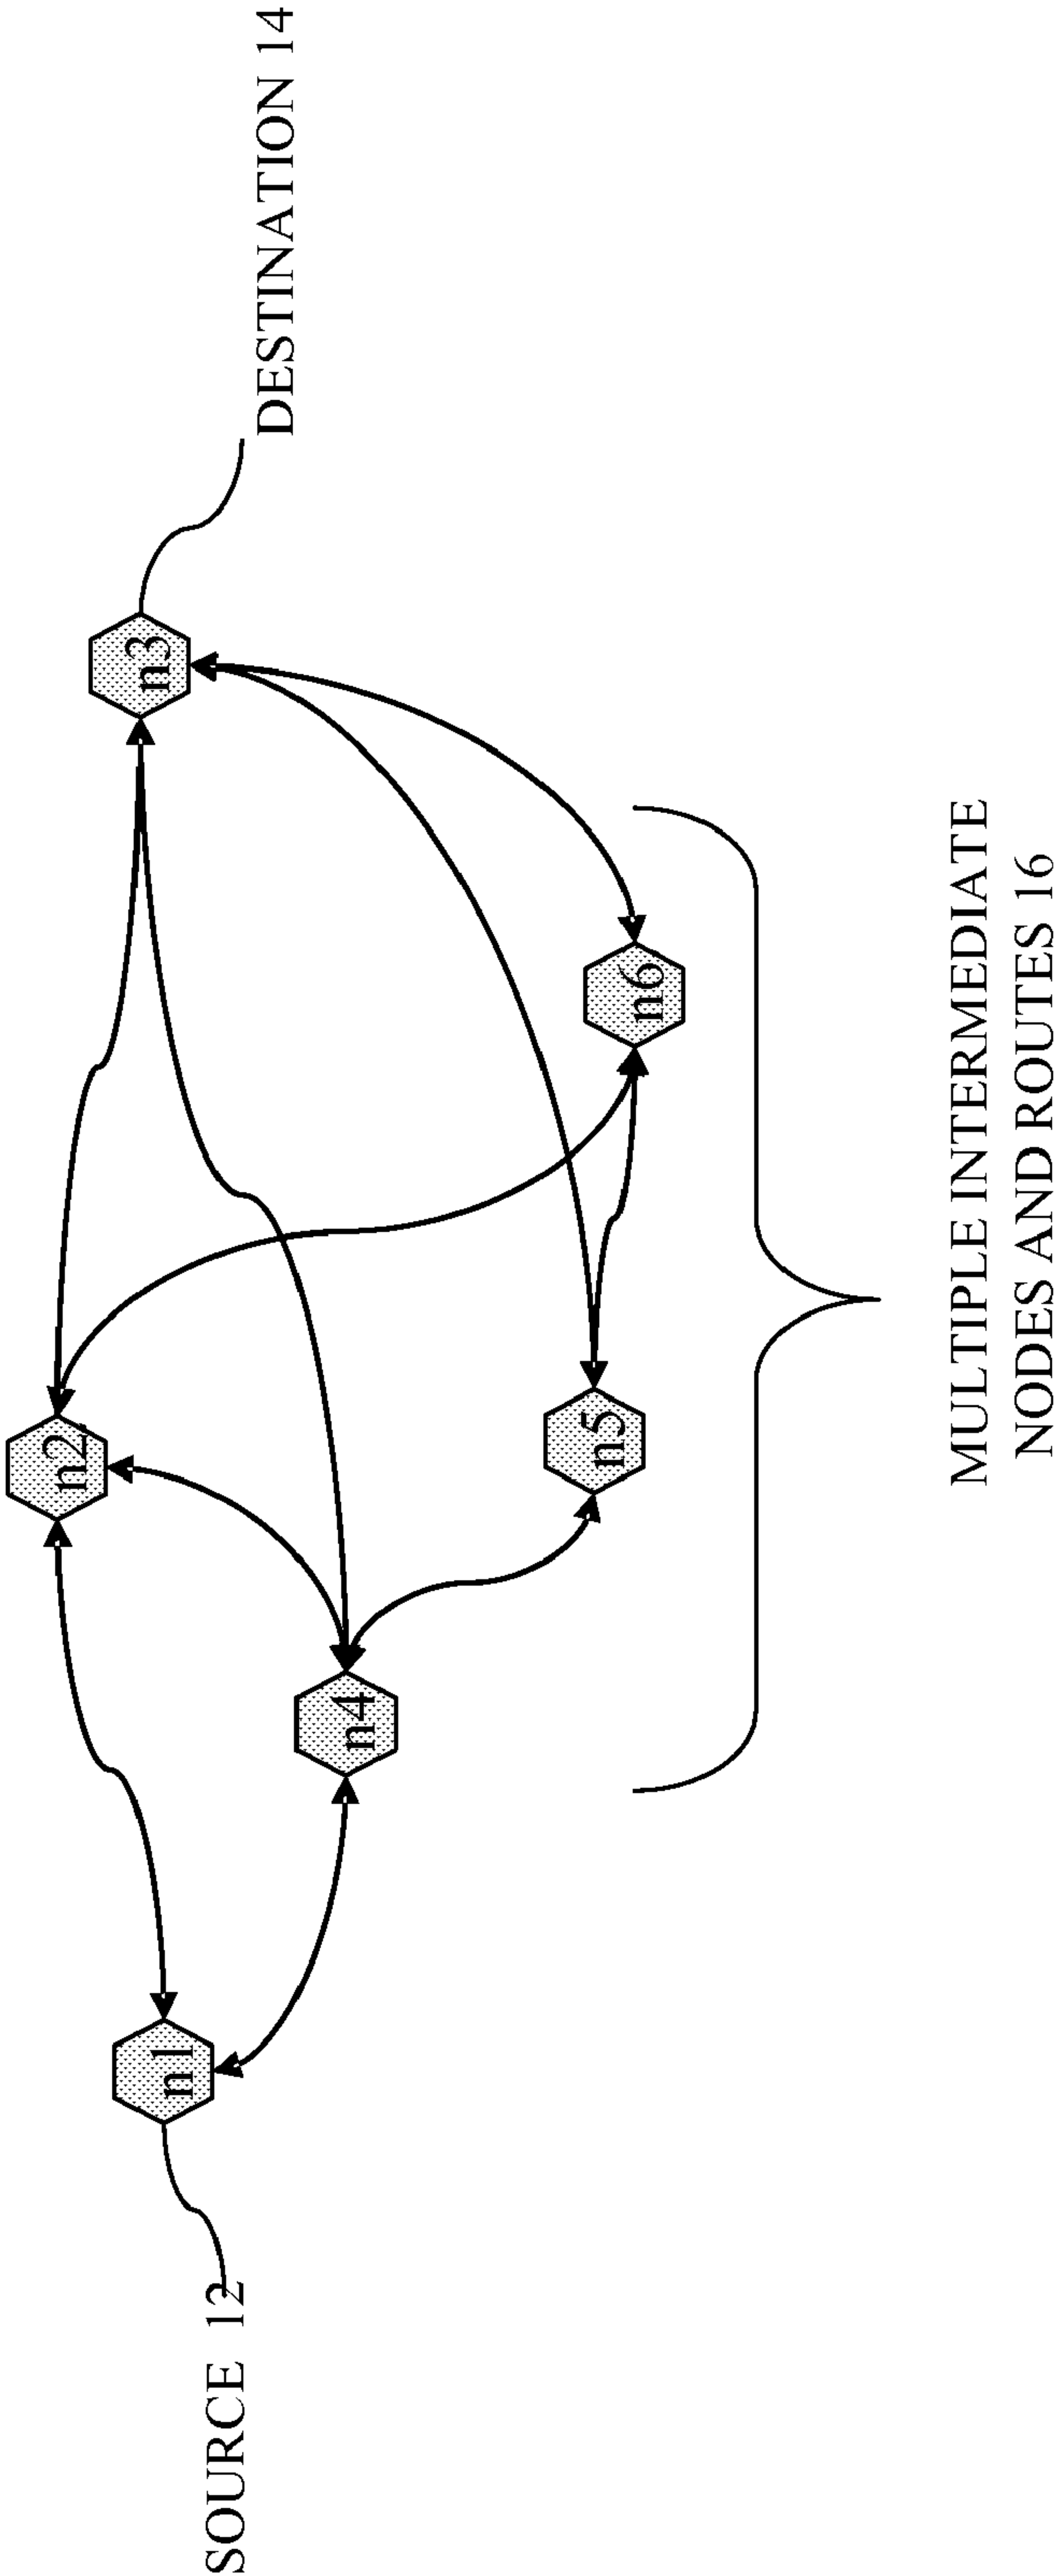 SOURCE 12
n1
n2
n4
n5
n6
n3
DESTINATION 14
MULTIPLE INTERMEDIATE
NODES AND ROUTES 16